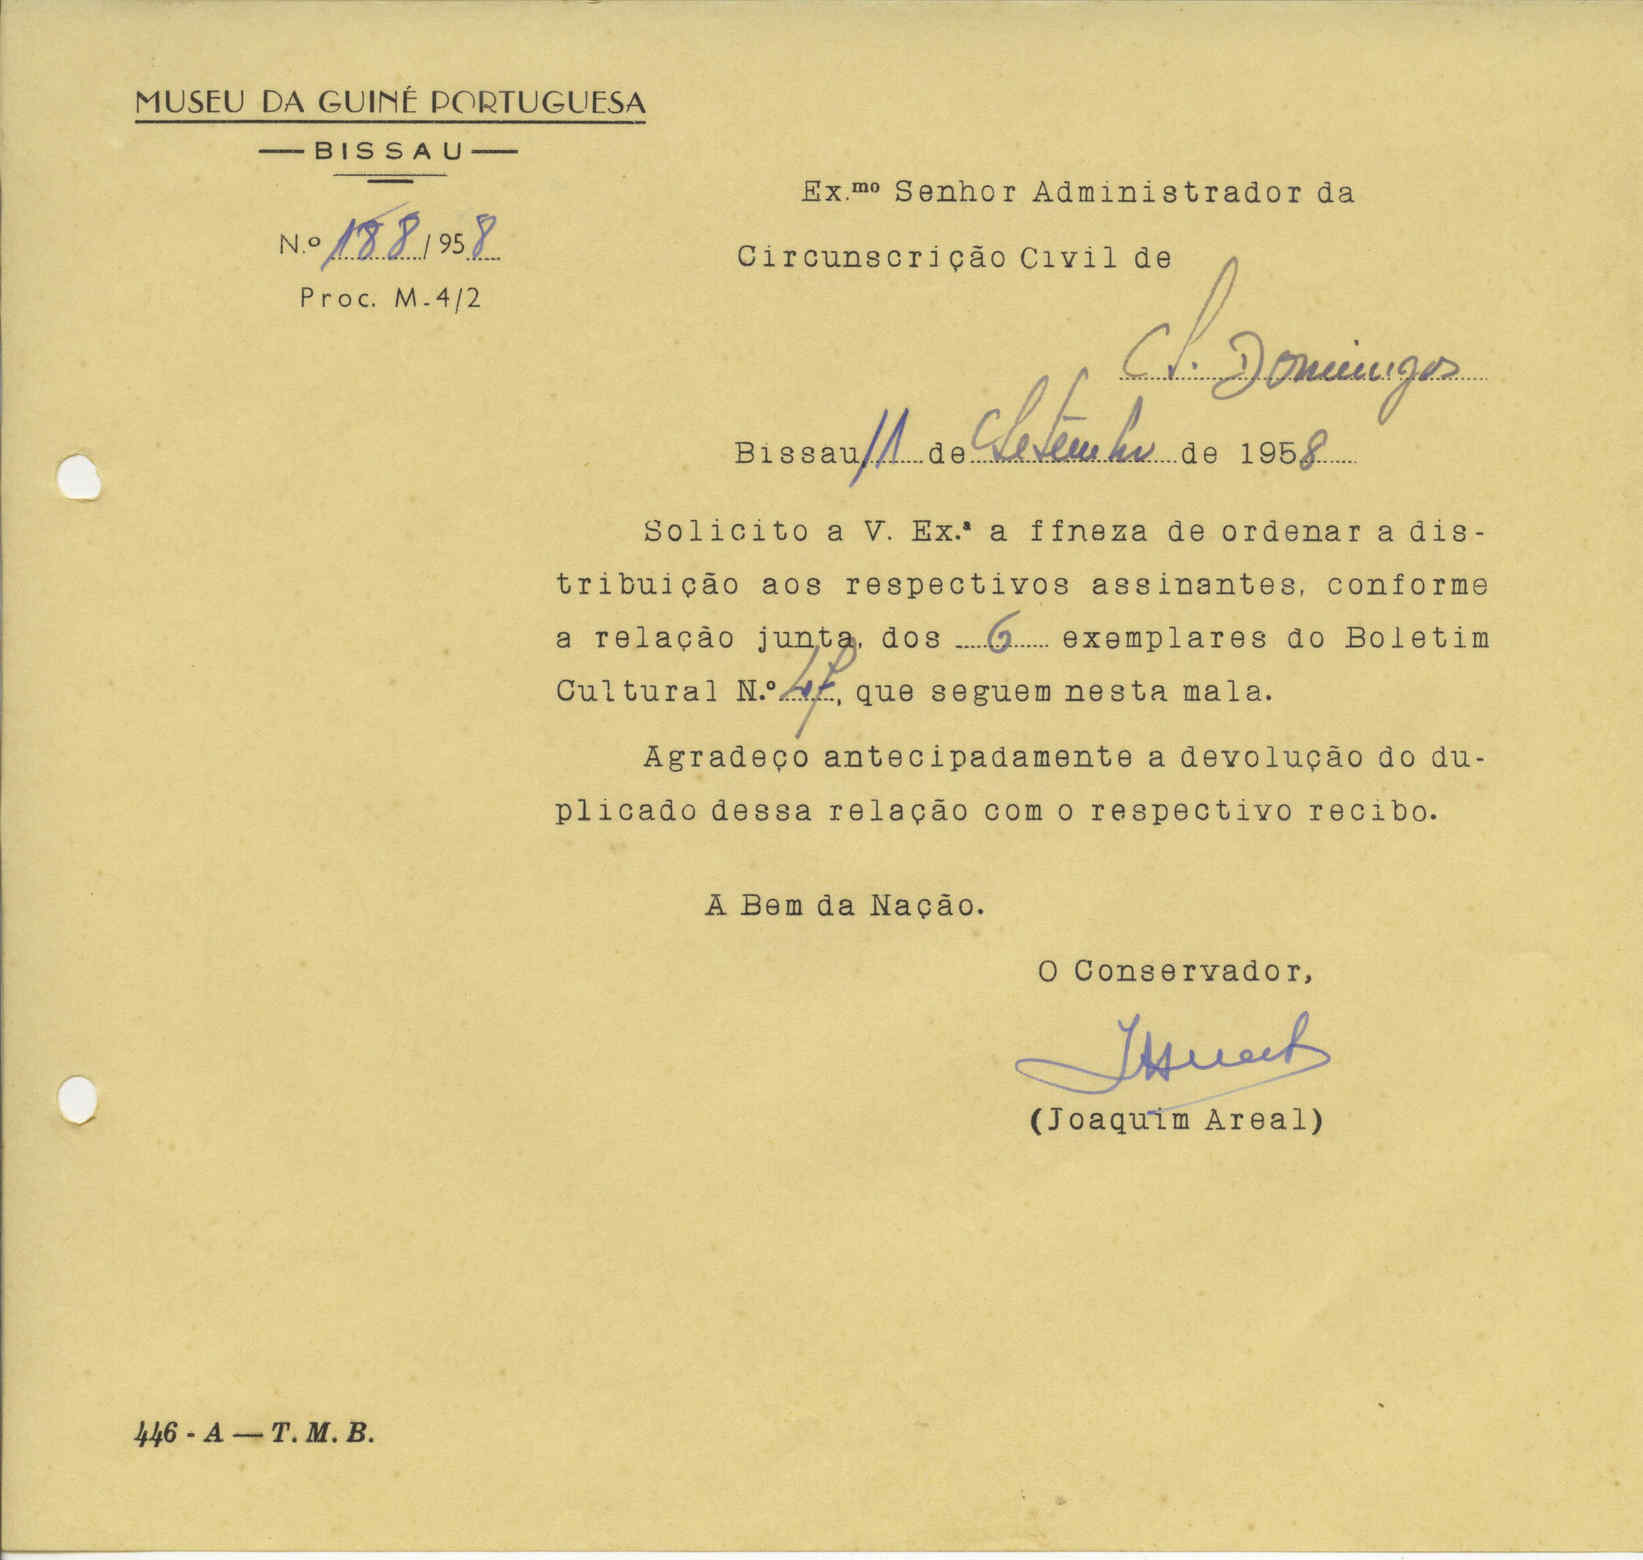 MUSEU DA GUINÉ PORTUGUESA
— BISSAU —
N.º 188/958
Proc. M-4/2
Ex.mo Senhor Administrador da
Circunscrição Civil de
S. Domingos
Bissau 11 de Setembro de 1958
Solicito a V. Ex.ª a ffneza de ordenar a dis-
tribuição aos respectivos assinantes, conforme
a relação junta, dos 6 exemplares do Boletim
Cultural N.º 47, que seguem nesta mala.
Agradeço antecipadamente a devolução do du-
plicado dessa relação com o respectivo recibo.
A Bem da Nação.
O Conservador,
(Joaquim Areal)
446 - A — T. M. B.